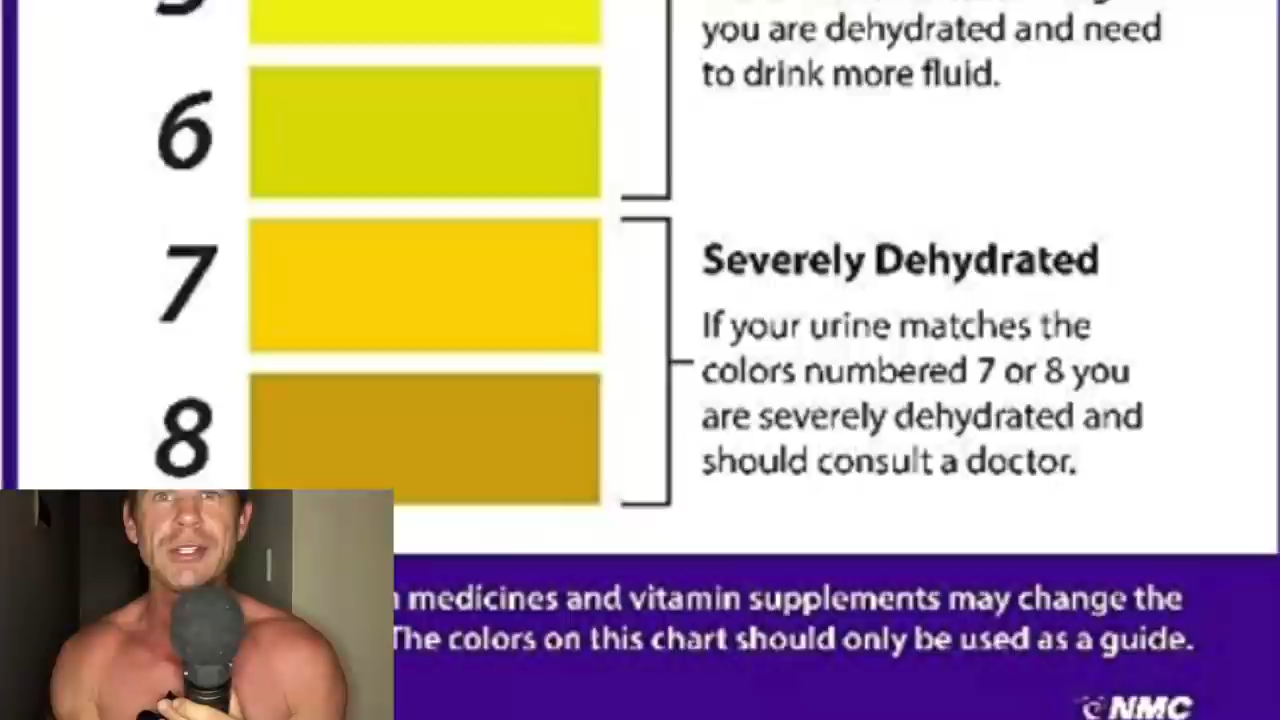 5
you are dehydrated and need
to drink more fluid.
6
7
Severely Dehydrated
If your urine matches the
colors numbered 7 or 8 you
are severely dehydrated and
should consult a doctor.
8
medicines and vitamin supplements may change the
The colors on this chart should only be used as a guide.
NMC